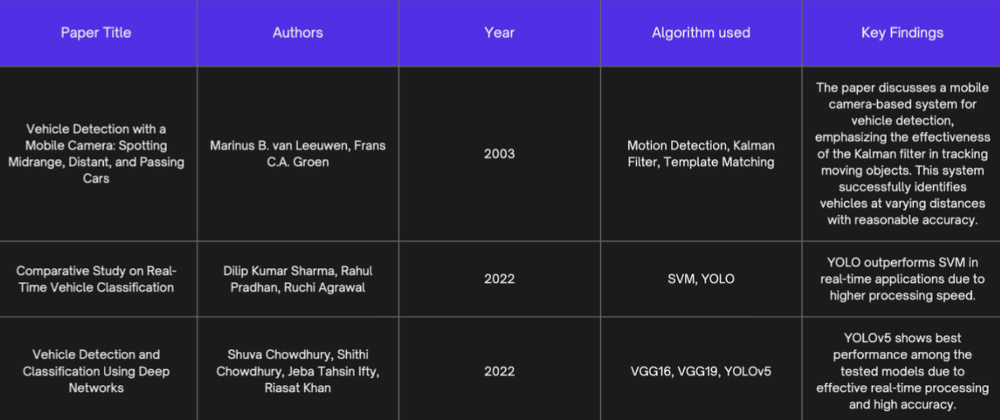 Paper Title
Authors
Year
Algorithm used
Key Findings
Vehicle Detection with a
Mobile Camera: Spotting
Midrange, Distant, and Passing
Cars
Marinus B. van Leeuwen, Frans
C.A. Groen
2003
Motion Detection, Kalman
Filter, Template Matching
The paper discusses a mobile
camera-based system for
vehicle detection,
emphasizing the effectiveness
of the Kalman filter in tracking
moving objects. This system
successfully identifies
vehicles at varying distances
with reasonable accuracy.
Comparative Study on Real-
Time Vehicle Classification
Dilip Kumar Sharma, Rahul
Pradhan, Ruchi Agrawal
2022
SVM, YOLO
YOLO outperforms SVM in
real-time applications due to
higher processing speed.
Vehicle Detection and
Classification Using Deep
Networks
Shuva Chowdhury, Shithi
Chowdhury, Jeba Tahsin Ifty,
Riasat Khan
2022
VGG16, VGG19, YOLOv5
YOLOv5 shows best
performance among the
tested models due to
effective real-time processing
and high accuracy.